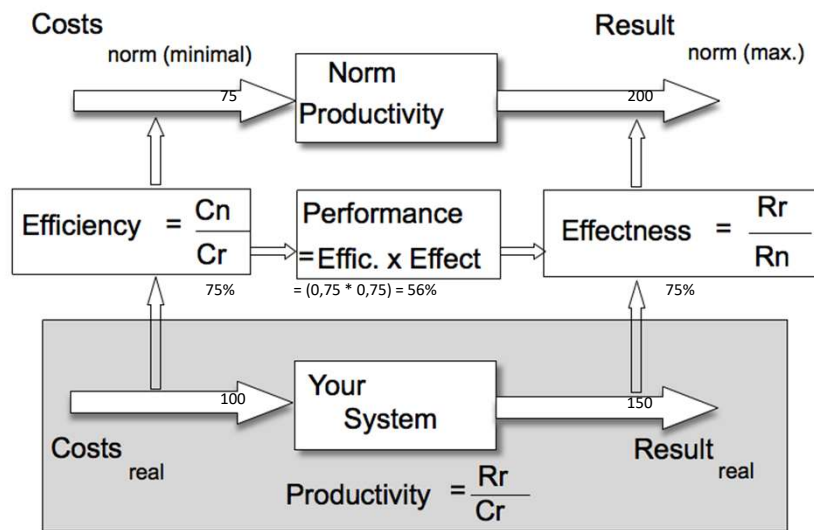 Costs
norm (minimal)
Result
norm (max.)
75
Norm
Productivity
200
Efficiency = Cn
Cr
Performance
=Effic. x Effect
Effectness = Rr
Rn
75%
= (0,75 * 0,75) = 56%
75%
100
Your
System
150
Costs real
Result real
Productivity = Rr
Cr